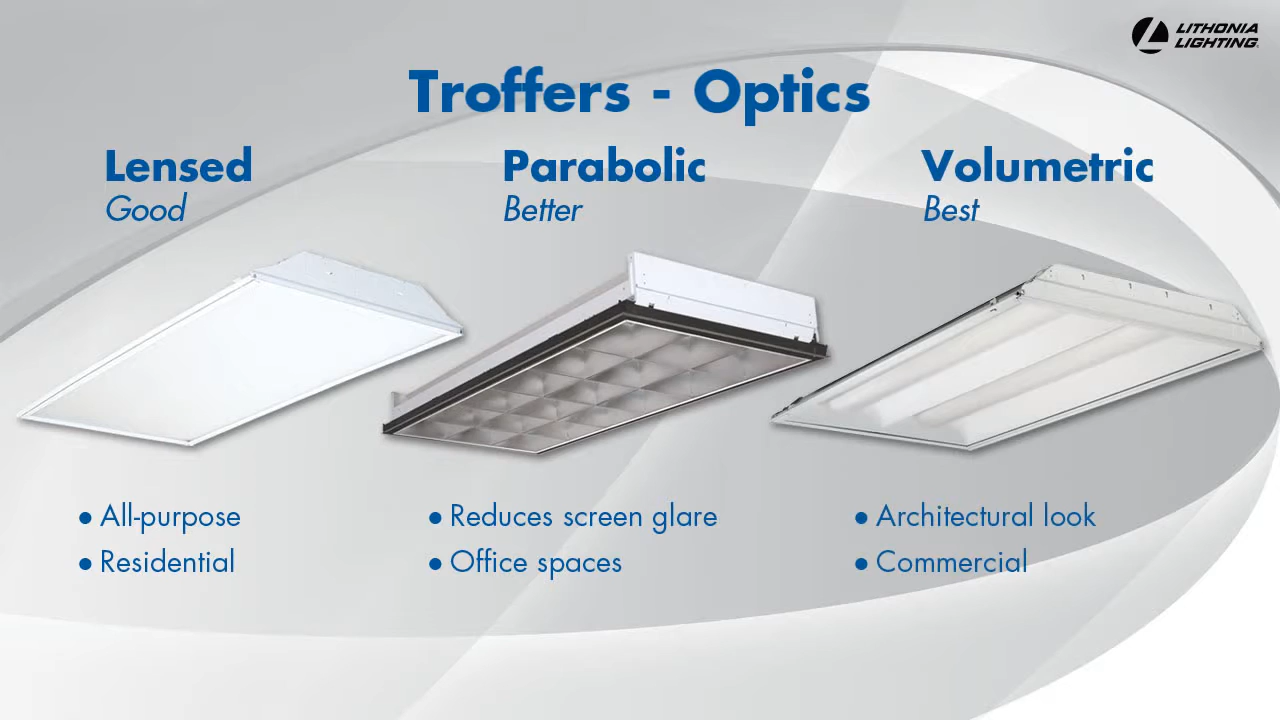 LITHONIA
LIGHTING
Troffers - Optics
Lensed
Good
Parabolic
Better
Volumetric
Best
• All-purpose
• Residential
• Reduces screen glare
• Office spaces
• Architectural look
• Commercial